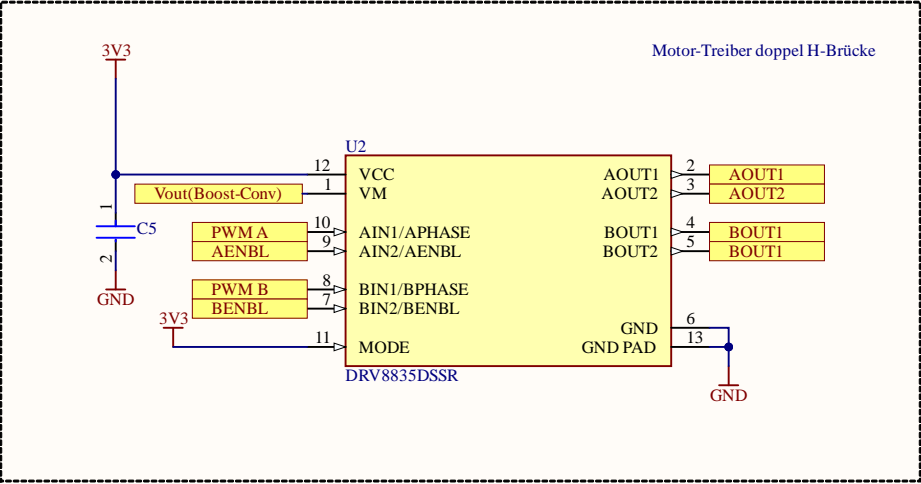 3V3
Motor-Treiber doppel H-Brücke
U2
12 VCC
Vout(Boost-Conv) 1 VM
AOUT1 2 AOUT1
AOUT2 3 AOUT2
1
C5
2
GND
PWM A 10 AIN1/APHASE
AENBL 9 AIN2/AENBL
BOUT1 4 BOUT1
BOUT2 5 BOUT1
PWM B 8 BIN1/BPHASE
BENBL 7 BIN2/BENBL
3V3
11 MODE
GND 6
GND PAD 13
GND
DRV8835DSSR